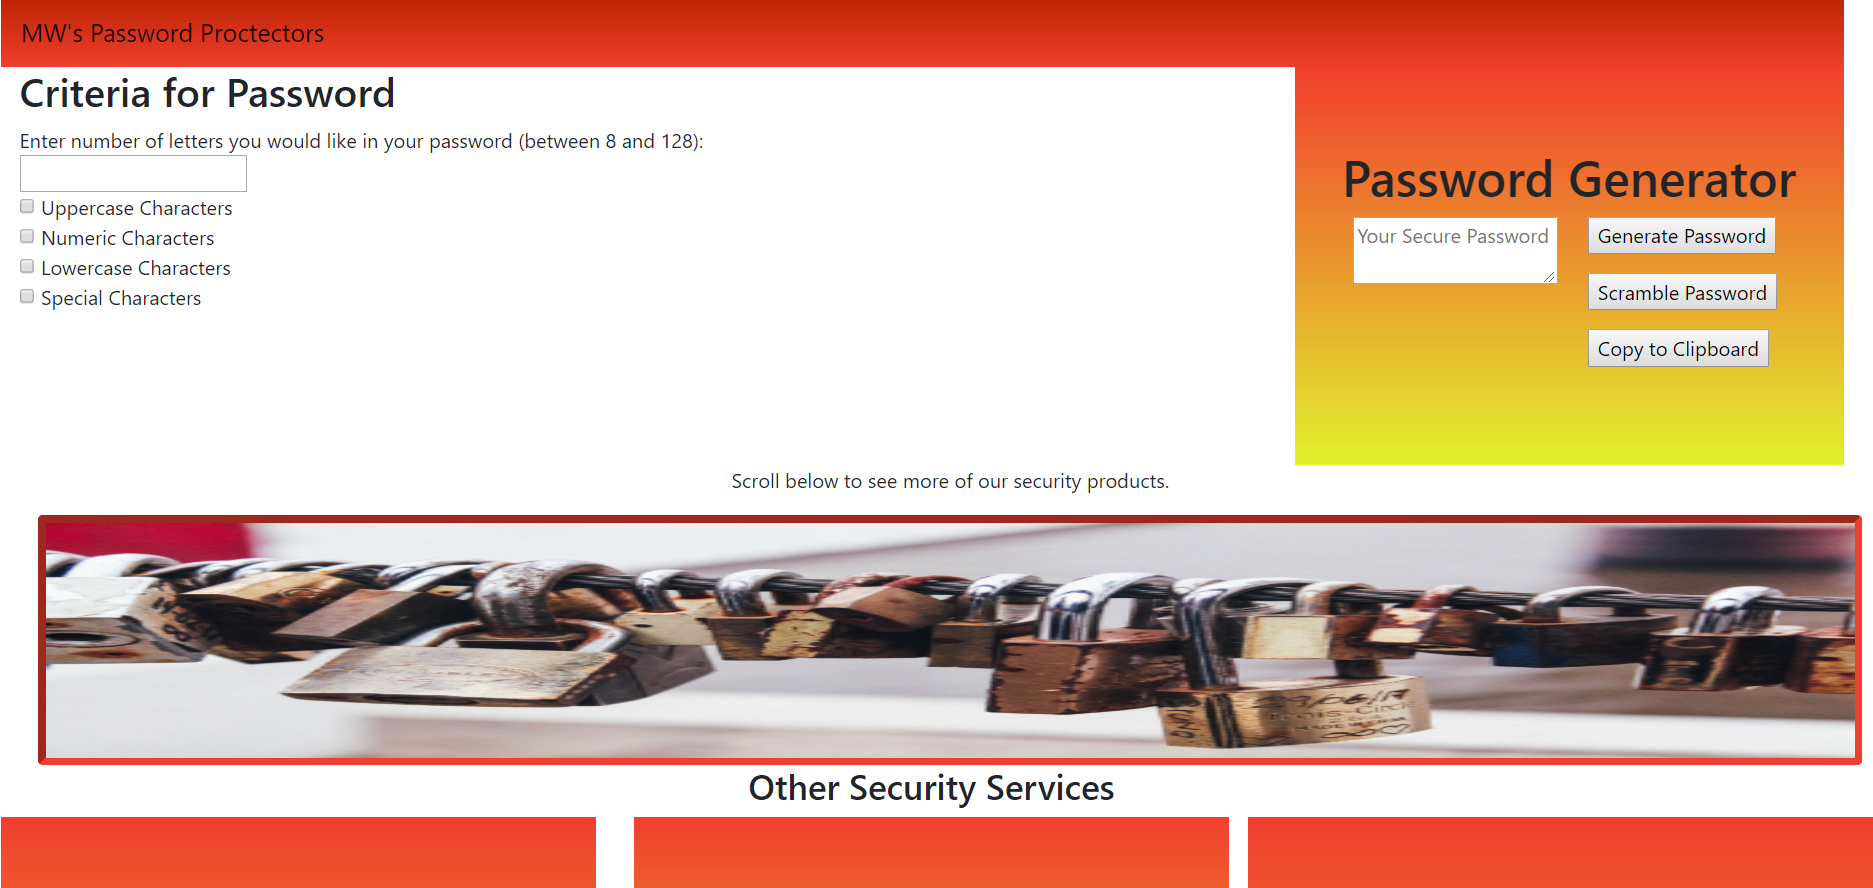 MW's Password Proctectors
Criteria for Password
Enter number of letters you would like in your password (between 8 and 128):
Uppercase Characters
Numeric Characters
Lowercase Characters
Special Characters
Password Generator
Your Secure Password
Generate Password
Scramble Password
Copy to Clipboard
Scroll below to see more of our security products.
Other Security Services